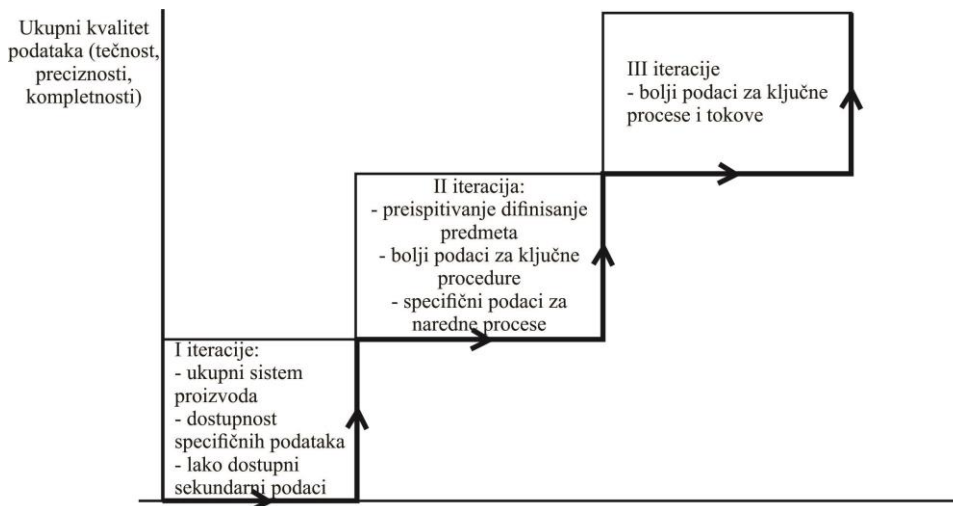 Ukupni kvalitet
podataka (tečnost,
preciznosti,
kompletnosti)
III iteracije
- bolji podaci za ključne
procese i tokove
II iteracija:
- preispitivanje difinisanje
predmeta
- bolji podaci za ključne
procedure
- specifični podaci za
naredne procese
I iteracije:
- ukupni sistem
proizvoda
- dostupnost
specifičnih podataka
- lako dostupni
sekundarni podaci